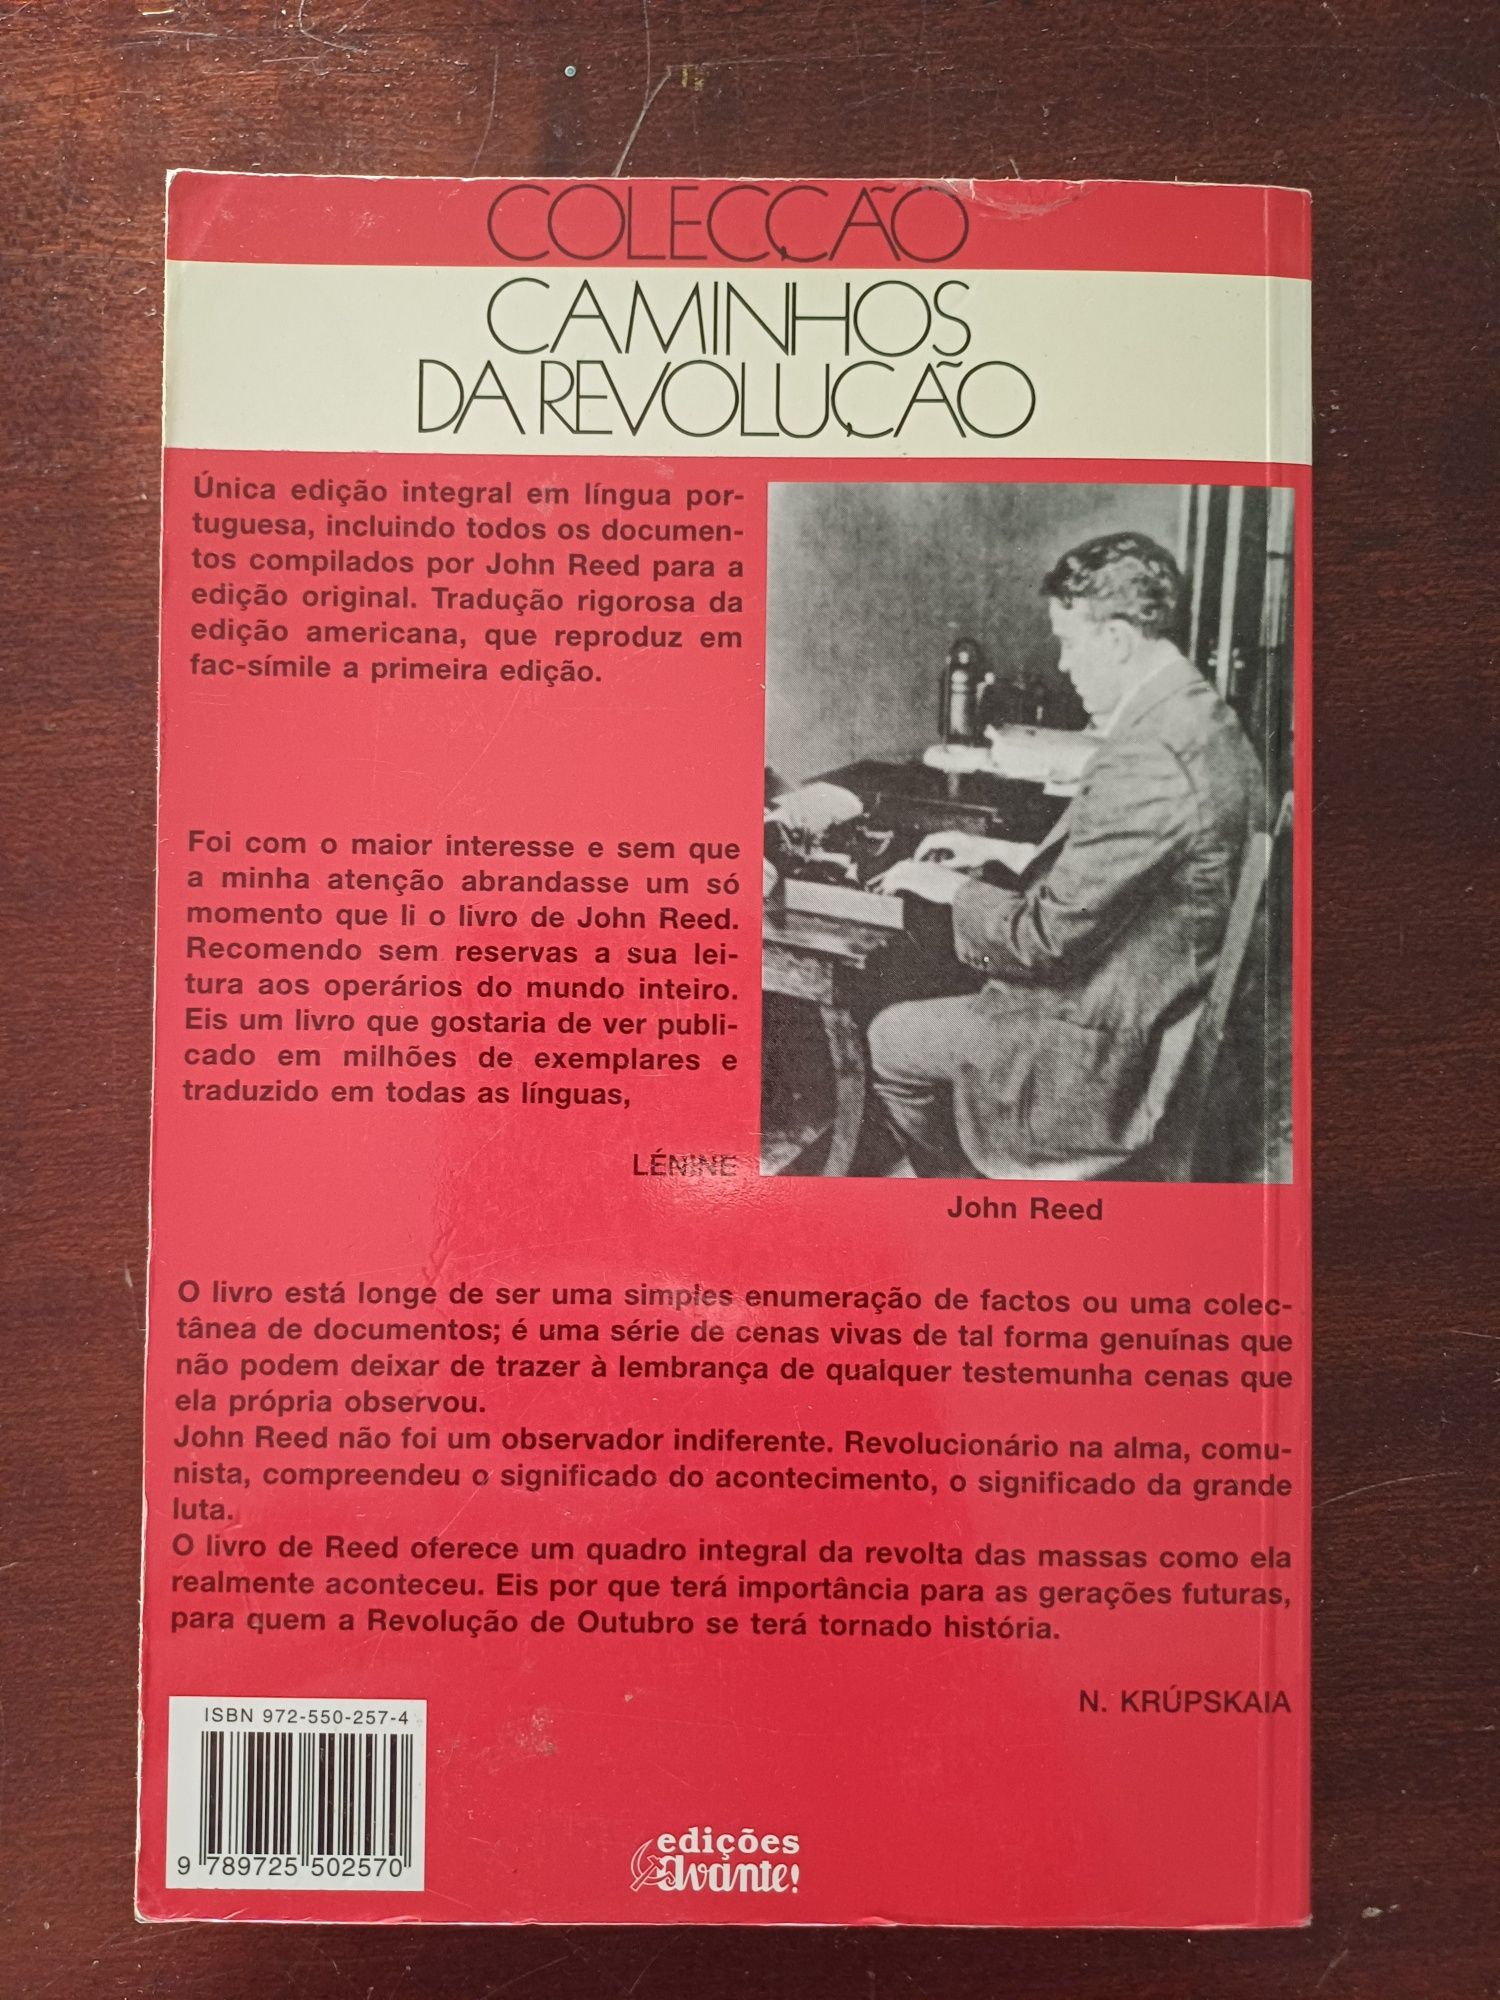 COLECÇÃO
CAMINHOS
DA REVOLUÇÃO
Única edição integral em língua por-
tuguesa, incluindo todos os documen-
tos compilados por John Reed para a
edição original. Tradução rigorosa da
edição americana, que reproduz em
fac-símile a primeira edição.
Foi com o maior interesse e sem que
a minha atenção abrandasse um só
momento que li o livro de John Reed.
Recomendo sem reservas a sua lei-
tura aos operários do mundo inteiro.
Eis um livro que gostaria de ver publi-
cado em milhões de exemplares e
traduzido em todas as línguas,
LÉNINE
John Reed
O livro está longe de ser uma simples enumeração de factos ou uma colec-
tânea de documentos; é uma série de cenas vivas de tal forma genuínas que
não podem deixar de trazer à lembrança de qualquer testemunha cenas que
ela própria observou.
John Reed não foi um observador indiferente. Revolucionário na alma, comu-
nista, compreendeu o significado do acontecimento, o significado da grande
luta.
O livro de Reed oferece um quadro integral da revolta das massas como ela
realmente aconteceu. Eis por que terá importância para as gerações futuras,
para quem a Revolução de Outubro se terá tornado história.
N. KRÚPSKAIA
ISBN 972-550-257-4
9 789725 502570
edições
avante!